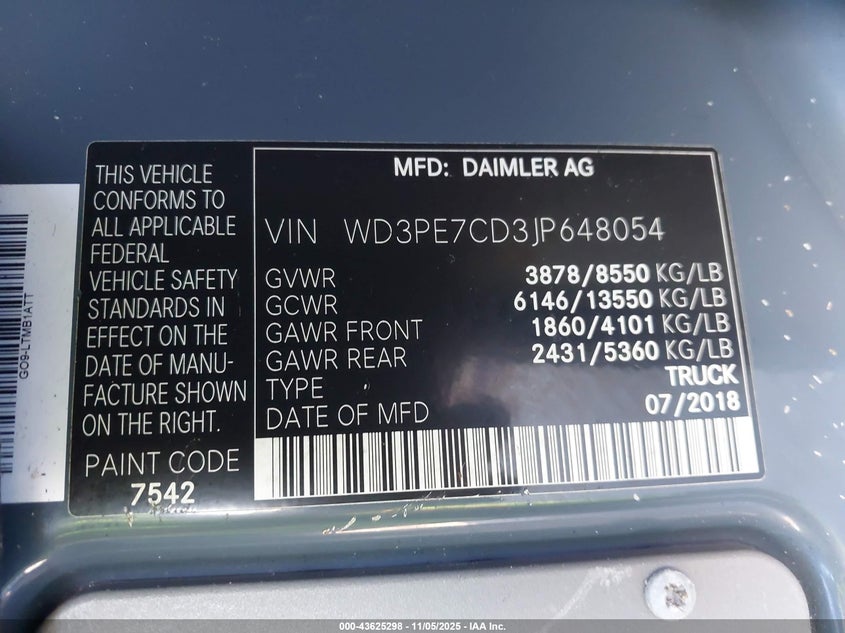 GO9-LTMB1ATT
THIS VEHICLE
CONFORMS TO
ALL APPLICABLE
FEDERAL
VEHICLE SAFETY
STANDARDS IN
EFFECT ON THE
DATE OF MANU-
FACTURE SHOWN
ON THE RIGHT.
PAINT CODE
7542
MFD: DAIMLER AG
VIN WD3PE7CD3JP648054
GVWR 3878/8550 KG/LB
GCWR 6146/13550 KG/LB
GAWR FRONT 1860/4101 KG/LB
GAWR REAR 2431/5360 KG/LB
TYPE TRUCK
DATE OF MFD 07/2018
000-43625298 - 11/05/2025 - IAA Inc.